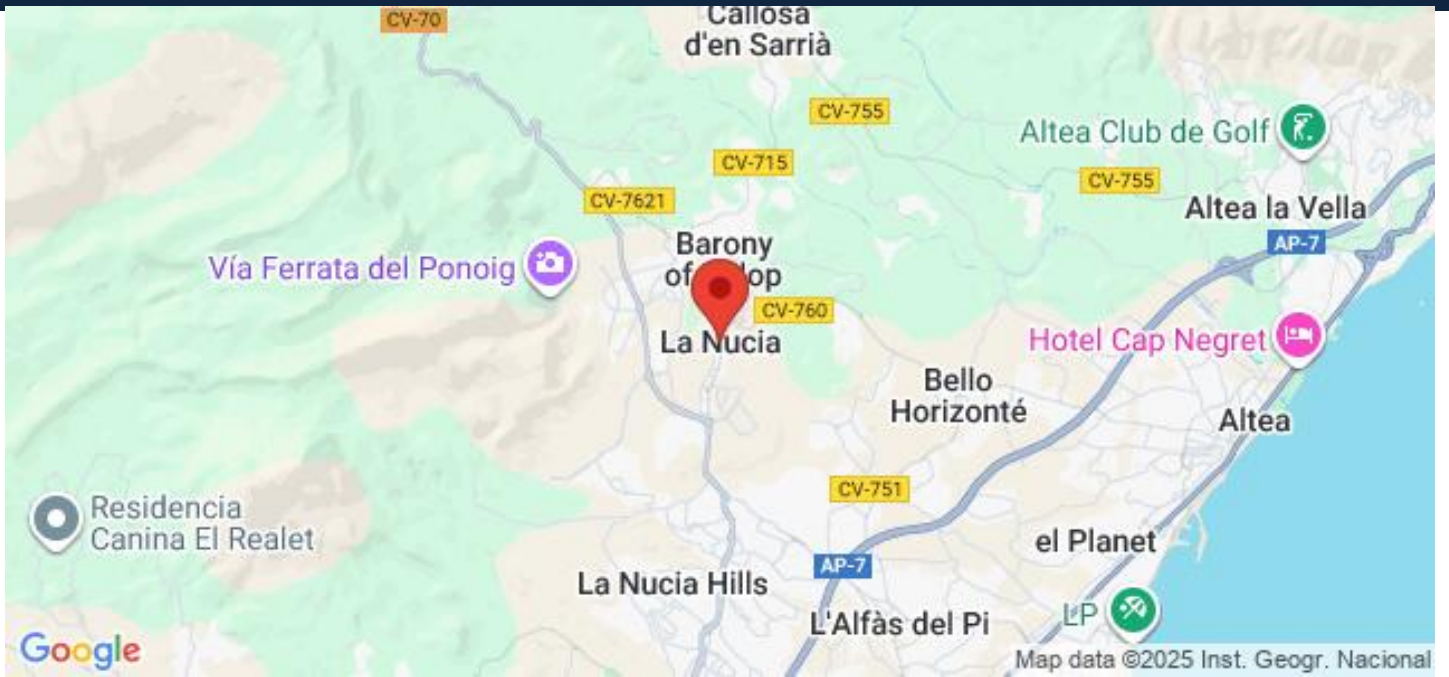 CV-70
Callosa
d'en Sarrià
CV-755
Altea Club de Golf
CV-715
CV-755
CV-7621
Altea la Vella
AP-7
Barony
of
op
Vía Ferrata del Ponoig
CV-760
La Nucia
Hotel Cap Negret
Bello
Horizonté
Altea
CV-751
Residencia
Canina El Realet
el Planet
AP-7
La Nucia Hills
LP
L'Alfàs del Pi
Google
Map data ©2025 Inst. Geogr. Nacional